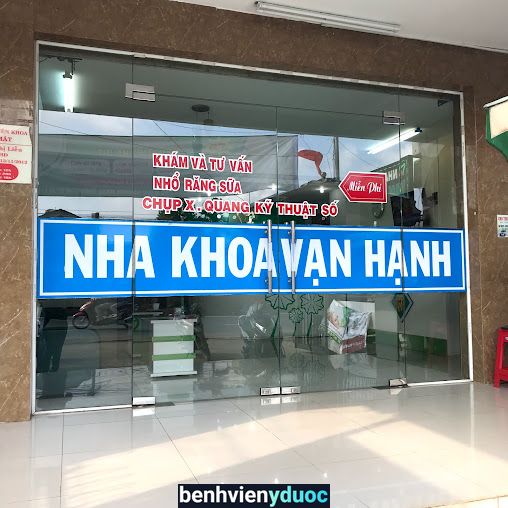 KHÁM VÀ TƯ VẤN
NHỔ RĂNG SỮA
CHỤP X . QUANG KỸ THUẬT SỐ
Miễn Phí
NHA KHOA VẠN HẠNH
KHOA
benhvienyduoc